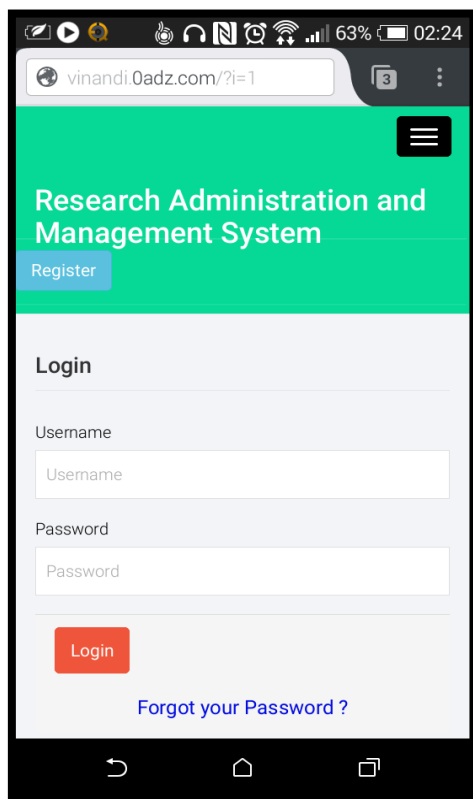 63% 02:24
vinandi.0adz.com/?i=1
3
Research Administration and
Management System
Register
Login
Username
Username
Password
Password
Login
Forgot your Password ?